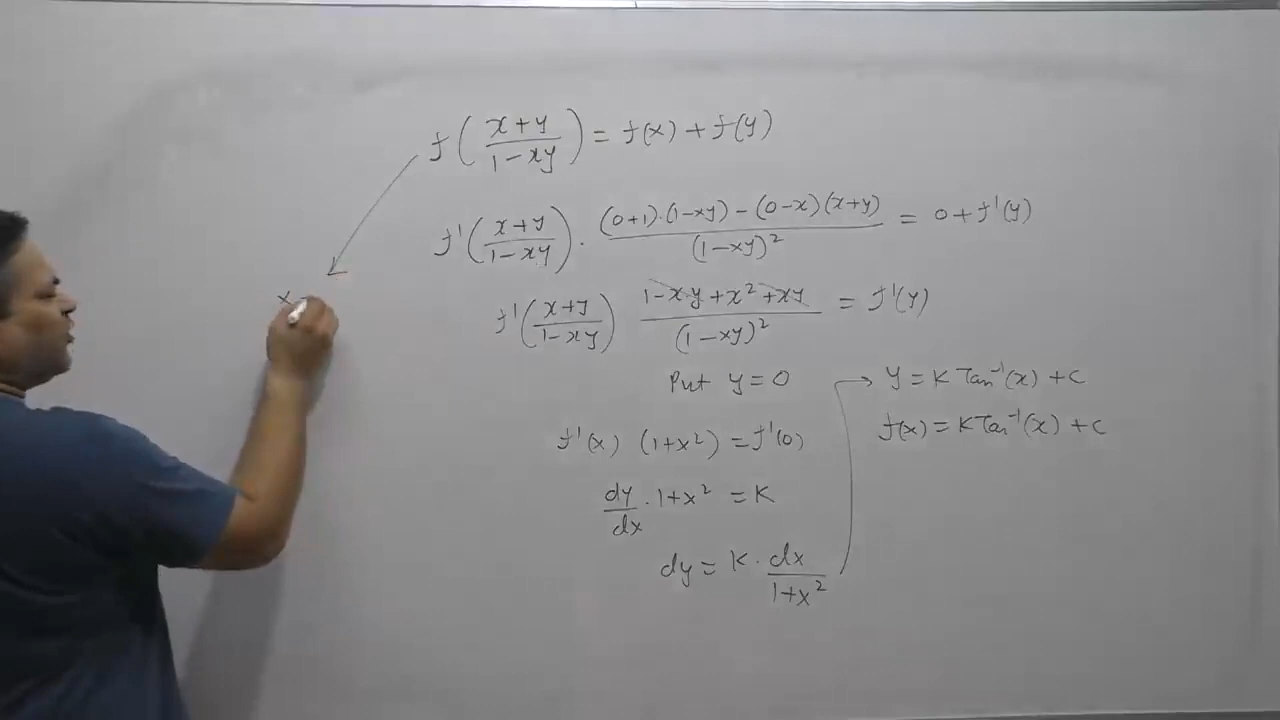 f(x+y/1-xy) = f(x) + f(y)
f'(x+y/1-xy) · (0+1)·(1-xy) - (0-x)(x+y)/(1-xy)² = 0 + f'(y)
x
f'(x+y/1-xy) 1-xy+x²+xy/(1-xy)² = f'(y)
Put y=0
f'(x) (1+x²) = f'(0)
dy/dx · 1+x² = K
dy = K · dx/1+x²
y = K Tan⁻¹(x) + C
f(x) = K Tan⁻¹(x) + C